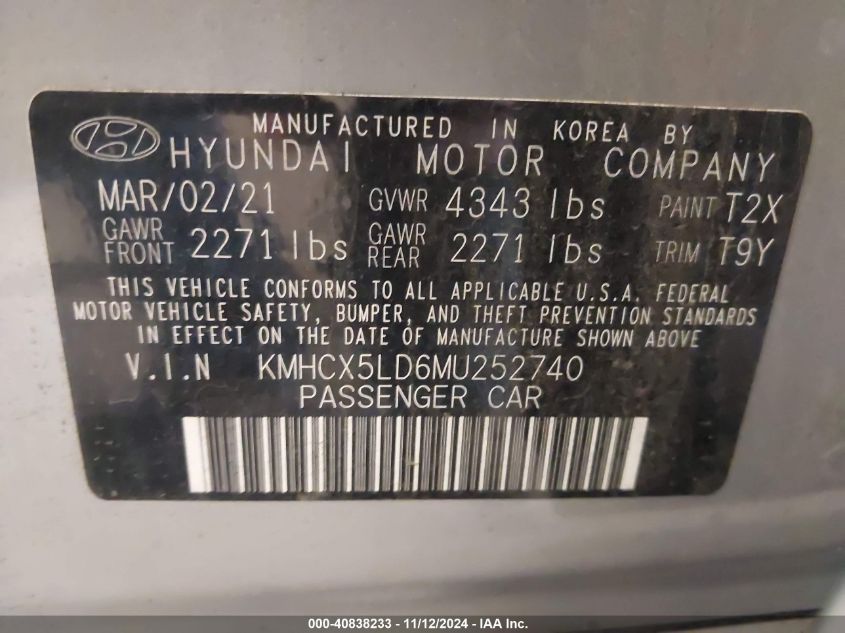 MANUFACTURED IN KOREA BY
HYUNDAI MOTOR COMPANY
MAR/02/21 GVWR 4343 lbs PAINT T2X
GAWR FRONT 2271 lbs GAWR REAR 2271 lbs TRIM T9Y
THIS VEHICLE CONFORMS TO ALL APPLICABLE U.S.A. FEDERAL
MOTOR VEHICLE SAFETY, BUMPER, AND THEFT PREVENTION STANDARDS
IN EFFECT ON THE DATE OF MANUFACTURE SHOWN ABOVE.
V.I.N KMHCX5LD6MU252740
PASSENGER CAR
000-40838233 - 11/12/2024 - IAA Inc.